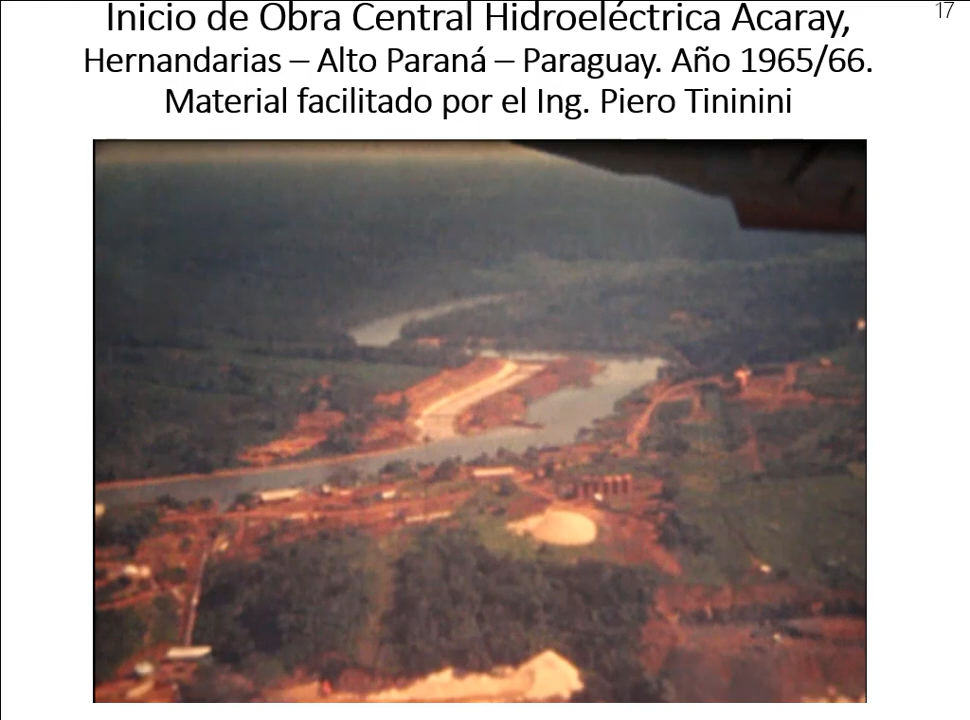 Inicio de Obra Central Hidroeléctrica Acaray,
17
Hernandarias – Alto Paraná – Paraguay. Año 1965/66.
Material facilitado por el Ing. Piero Tininini